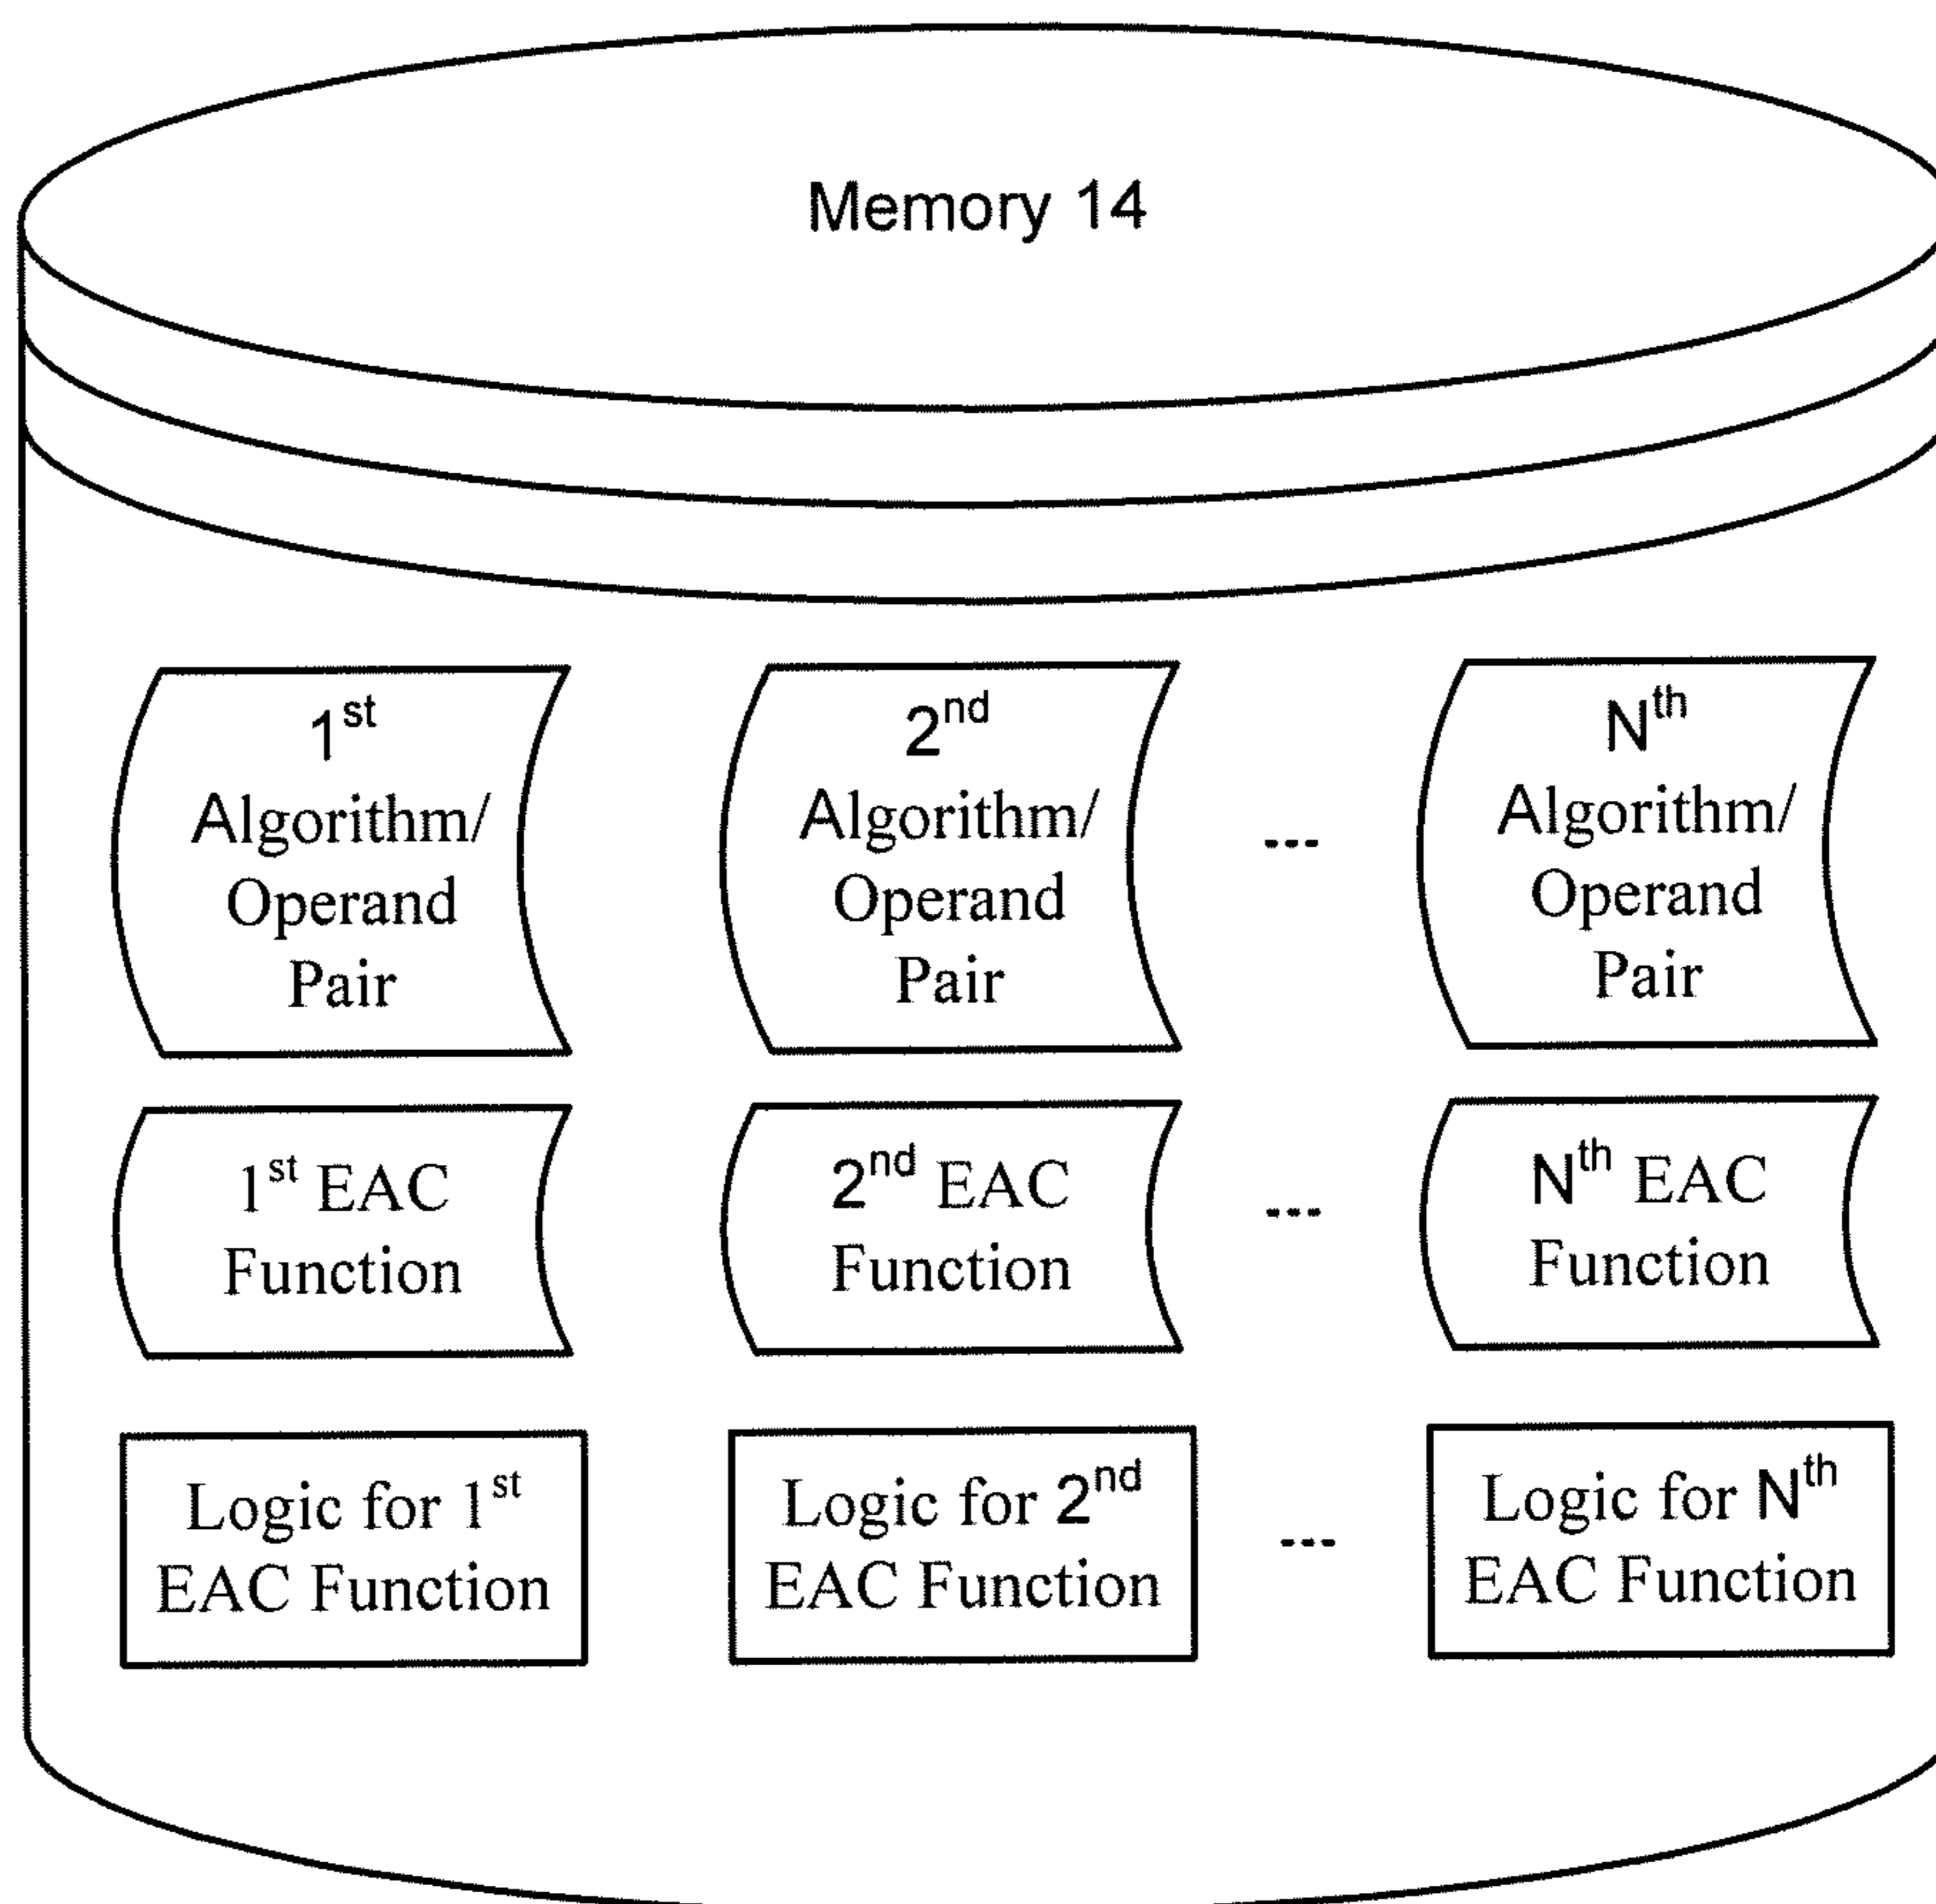 Memory 14
1st
Algorithm/
Operand
Pair
2nd
Algorithm/
Operand
Pair
---
Nth
Algorithm/
Operand
Pair
1st EAC
Function
2nd EAC
Function
---
Nth EAC
Function
Logic for 1st
EAC Function
Logic for 2nd
EAC Function
---
Logic for Nth
EAC Function